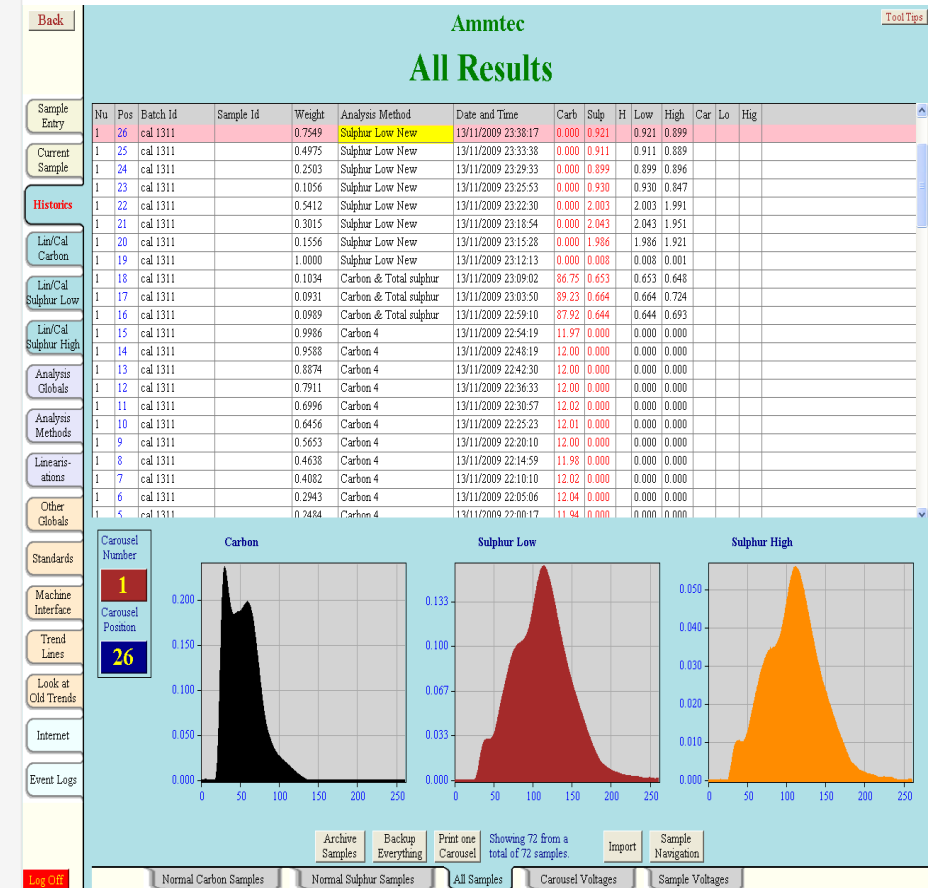 Back
Ammtec
Tool Tips
All Results
Sample
Entry
Current
Sample
Historics
Lin/Cal
Carbon
Lin/Cal
Sulphur Low
Lin/Cal
Sulphur High
Analysis
Globals
Analysis
Methods
Linearis-
ations
Other
Globals
Standards
Machine
Interface
Trend
Lines
Look at
Old Trends
Internet
Event Logs
Log Off
Nu Pos Batch Id Sample Id Weight Analysis Method Date and Time Carb Sulp H Low High Car Lo Hig
1 26 cal 1311 0.7549 Sulphur Low New 13/11/2009 23:38:17 0.000 0.921 0.921 0.899
1 25 cal 1311 0.4975 Sulphur Low New 13/11/2009 23:33:38 0.000 0.911 0.911 0.889
1 24 cal 1311 0.2503 Sulphur Low New 13/11/2009 23:29:33 0.000 0.899 0.899 0.896
1 23 cal 1311 0.1056 Sulphur Low New 13/11/2009 23:25:53 0.000 0.930 0.930 0.847
1 22 cal 1311 0.5412 Sulphur Low New 13/11/2009 23:22:30 0.000 2.003 2.003 1.991
1 21 cal 1311 0.3015 Sulphur Low New 13/11/2009 23:18:54 0.000 2.043 2.043 1.951
1 20 cal 1311 0.1556 Sulphur Low New 13/11/2009 23:15:28 0.000 1.986 1.986 1.921
1 19 cal 1311 1.0000 Sulphur Low New 13/11/2009 23:12:13 0.000 0.008 0.008 0.001
1 18 cal 1311 0.1034 Carbon & Total sulphur 13/11/2009 23:09:02 86.75 0.653 0.653 0.648
1 17 cal 1311 0.0931 Carbon & Total sulphur 13/11/2009 23:03:50 89.23 0.664 0.664 0.724
1 16 cal 1311 0.0989 Carbon & Total sulphur 13/11/2009 22:59:10 87.92 0.644 0.644 0.693
1 15 cal 1311 0.9986 Carbon 4 13/11/2009 22:54:19 11.97 0.000 0.000 0.000
1 14 cal 1311 0.9588 Carbon 4 13/11/2009 22:48:19 12.00 0.000 0.000 0.000
1 13 cal 1311 0.8874 Carbon 4 13/11/2009 22:42:30 12.00 0.000 0.000 0.000
1 12 cal 1311 0.7911 Carbon 4 13/11/2009 22:36:33 12.00 0.000 0.000 0.000
1 11 cal 1311 0.6996 Carbon 4 13/11/2009 22:30:57 12.02 0.000 0.000 0.000
1 10 cal 1311 0.6456 Carbon 4 13/11/2009 22:25:23 12.01 0.000 0.000 0.000
1 9 cal 1311 0.5653 Carbon 4 13/11/2009 22:20:10 12.00 0.000 0.000 0.000
1 8 cal 1311 0.4638 Carbon 4 13/11/2009 22:14:59 11.98 0.000 0.000 0.000
1 7 cal 1311 0.4082 Carbon 4 13/11/2009 22:10:10 12.02 0.000 0.000 0.000
1 6 cal 1311 0.2943 Carbon 4 13/11/2009 22:05:06 12.04 0.000 0.000 0.000
1 5 cal 1311 0.2484 Carbon 4 13/11/2009 22:00:17 11.94 0.000 0.000 0.000
Carousel
Number
1
Carousel
Position
26
Carbon
0.200
0.150
0.100
0.050
0.000
0 50 100 150 200 250
Sulphur Low
0.133
0.100
0.067
0.033
0.000
0 50 100 150 200 250
Sulphur High
0.050
0.040
0.030
0.020
0.010
0.000
0 50 100 150 200 250
Archive
Samples
Backup
Everything
Print one
Carousel
Showing 72 from a
total of 72 samples.
Import
Sample
Navigation
Normal Carbon Samples
Normal Sulphur Samples
All Samples
Carousel Voltages
Sample Voltages